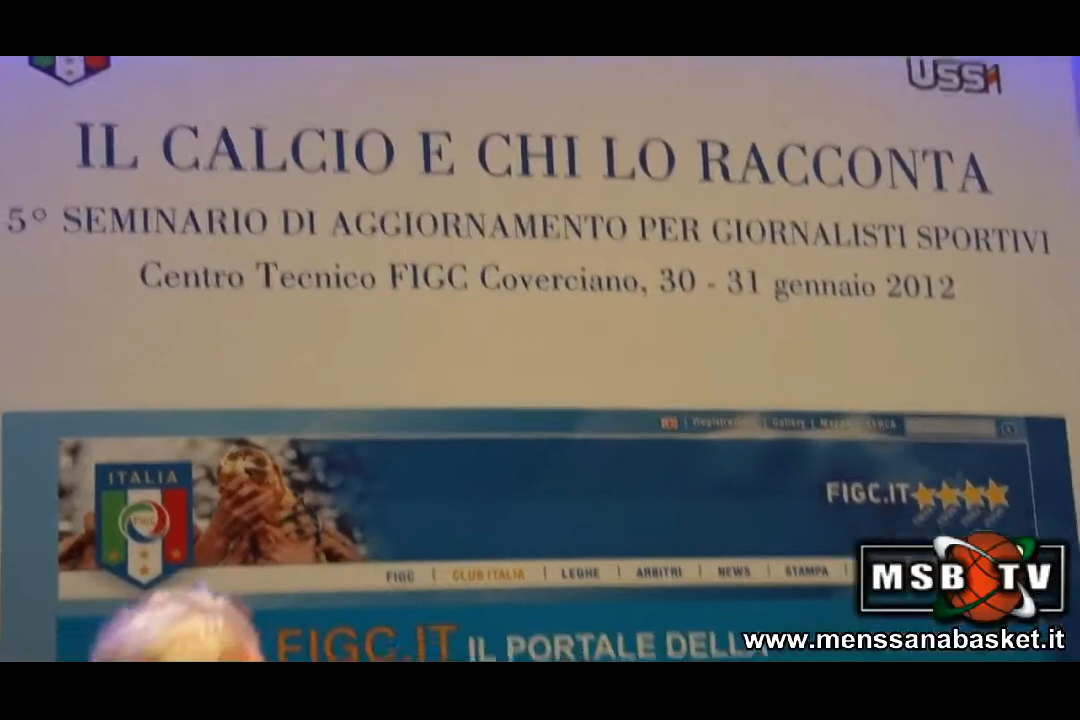 USSI
IL CALCIO E CHI LO RACCONTA
5° SEMINARIO DI AGGIORNAMENTO PER GIORNALISTI SPORTIVI
Centro Tecnico FIGC Coverciano, 30 - 31 gennaio 2012
Gallery
ITALIA
FIGC
FIGC.IT
FIGC | CLUB ITALIA | LEGHE | ARBITRI | NEWS | STAMPA |
MSB TV
FIGC.IT IL PORTALE DELLA
www.menssanabasket.it